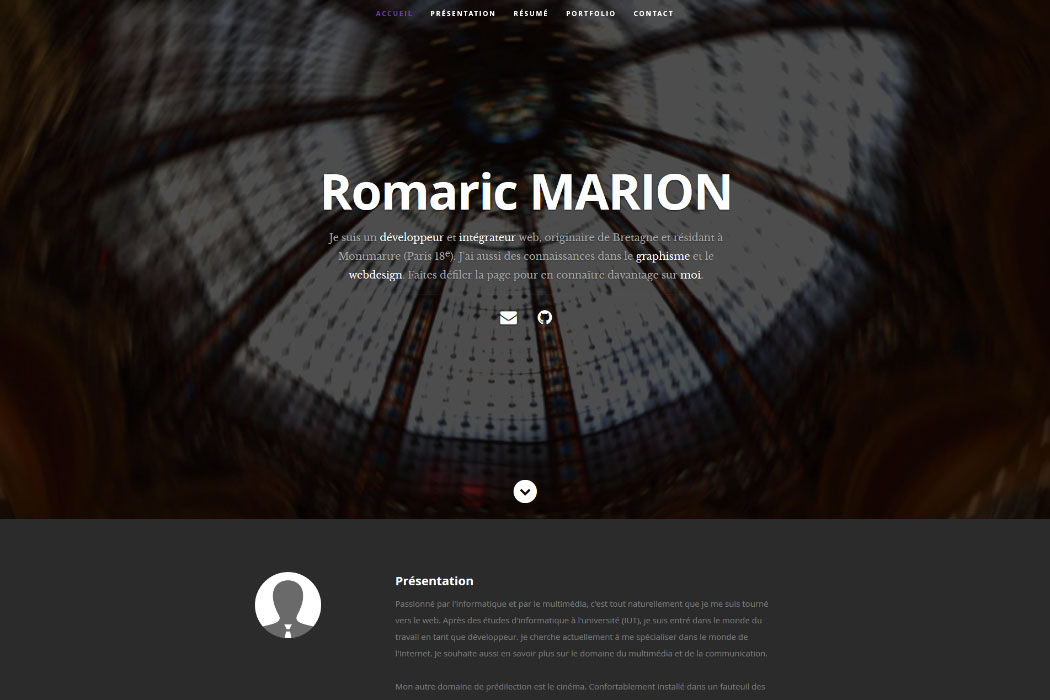 ACCUEIL PRÉSENTATION RÉSUMÉ PORTFOLIO CONTACT
Romaric MARION
Je suis un développeur et intégrateur web, originaire de Bretagne et résidant à
Montmartre (Paris 18e). J'ai aussi des connaissances dans le graphisme et le
webdesign. Faites défiler la page pour en connaître davantage sur moi.
Présentation
Passionné par l'informatique et par le multimédia, c'est tout naturellement que je me suis tourné
vers le web. Après des études d'informatique à l'université (IUT), je suis entré dans le monde du
travail en tant que développeur. Je cherche actuellement à me spécialiser dans le monde de
l'Internet. Je souhaite aussi en savoir plus sur le domaine du multimédia et de la communication.
Mon autre domaine de prédilection est le cinéma. Confortablement installé dans un fauteuil des